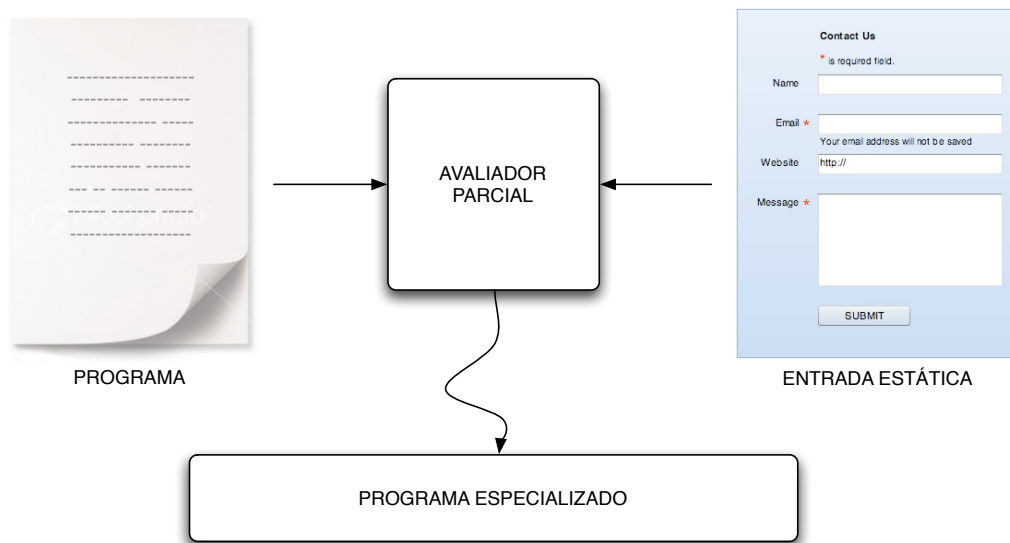 PROGRAMA
AVALIADOR
PARCIAL
Contact Us
* is required field.
Name
Email *
Your email address will not be saved
Website http://
Message *
SUBMIT
ENTRADA ESTÁTICA
PROGRAMA ESPECIALIZADO